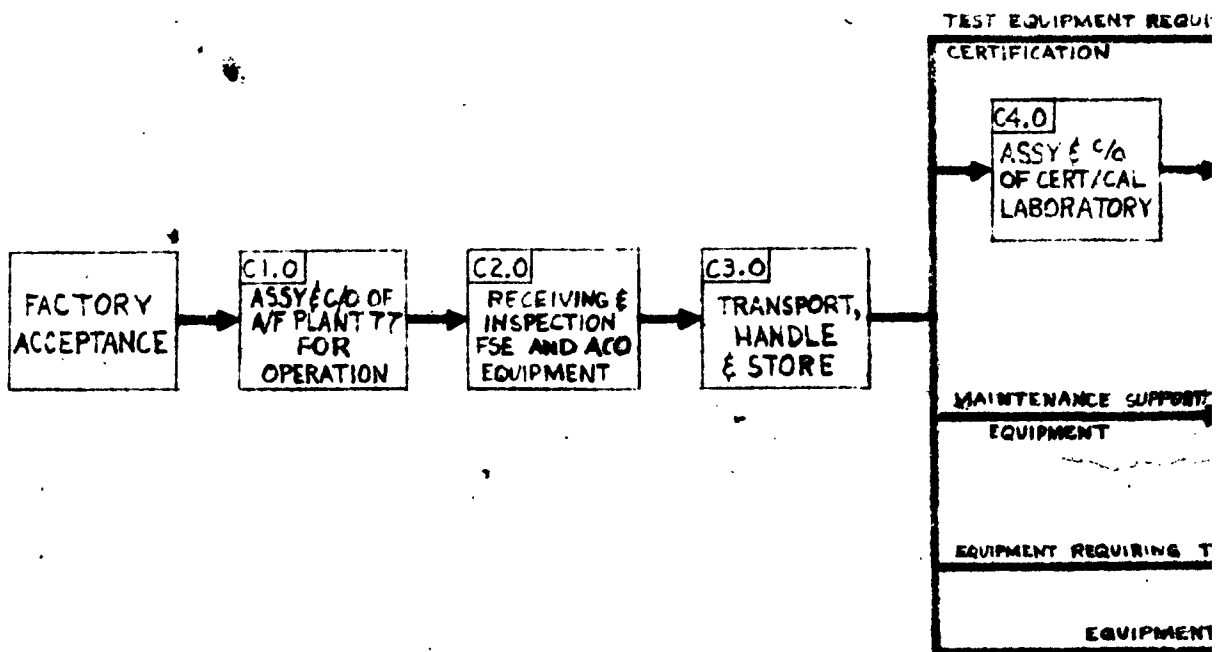 FACTORY
ACCEPTANCE
C1.0
ASSY & C/O OF
A/F PLANT 77
FOR
OPERATION
C2.0
RECEIVING &
INSPECTION
FSE AND ACO
EQUIPMENT
C3.0
TRANSPORT,
HANDLE
& STORE
TEST EQUIPMENT
CERTIFICATION
C4.0
ASSY & C/O
OF CERT/CAL
LABORATORY
MAINTENANCE SUPPORT
EQUIPMENT
EQUIPMENT REQUIRING
EQUIPMENT